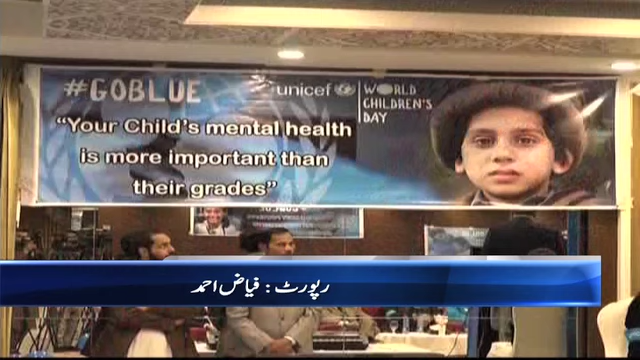 #GOBLUE
unicef
WORLD
CHILDREN'S
DAY
"Your Child's mental health
is more important than
their grades"
رپورٹ : فیاض احمد